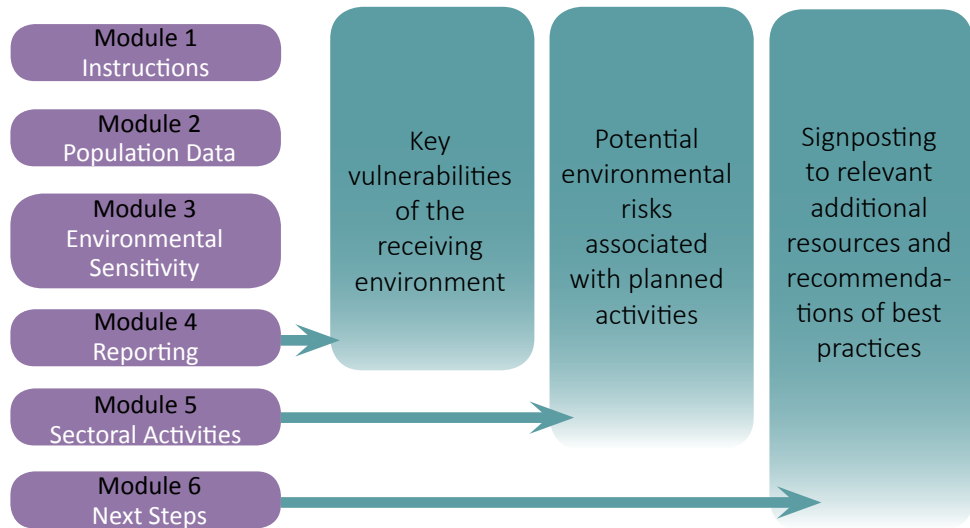 Module 1
Instructions
Module 2
Population Data
Module 3
Environmental
Sensitivity
Module 4
Reporting
Module 5
Sectoral Activities
Module 6
Next Steps
Key
vulnerabilities
of the
receiving
environment
Potential
environmental
risks
associated
with planned
activities
Signposting
to relevant
additional
resources and
recommenda-
tions of best
practices